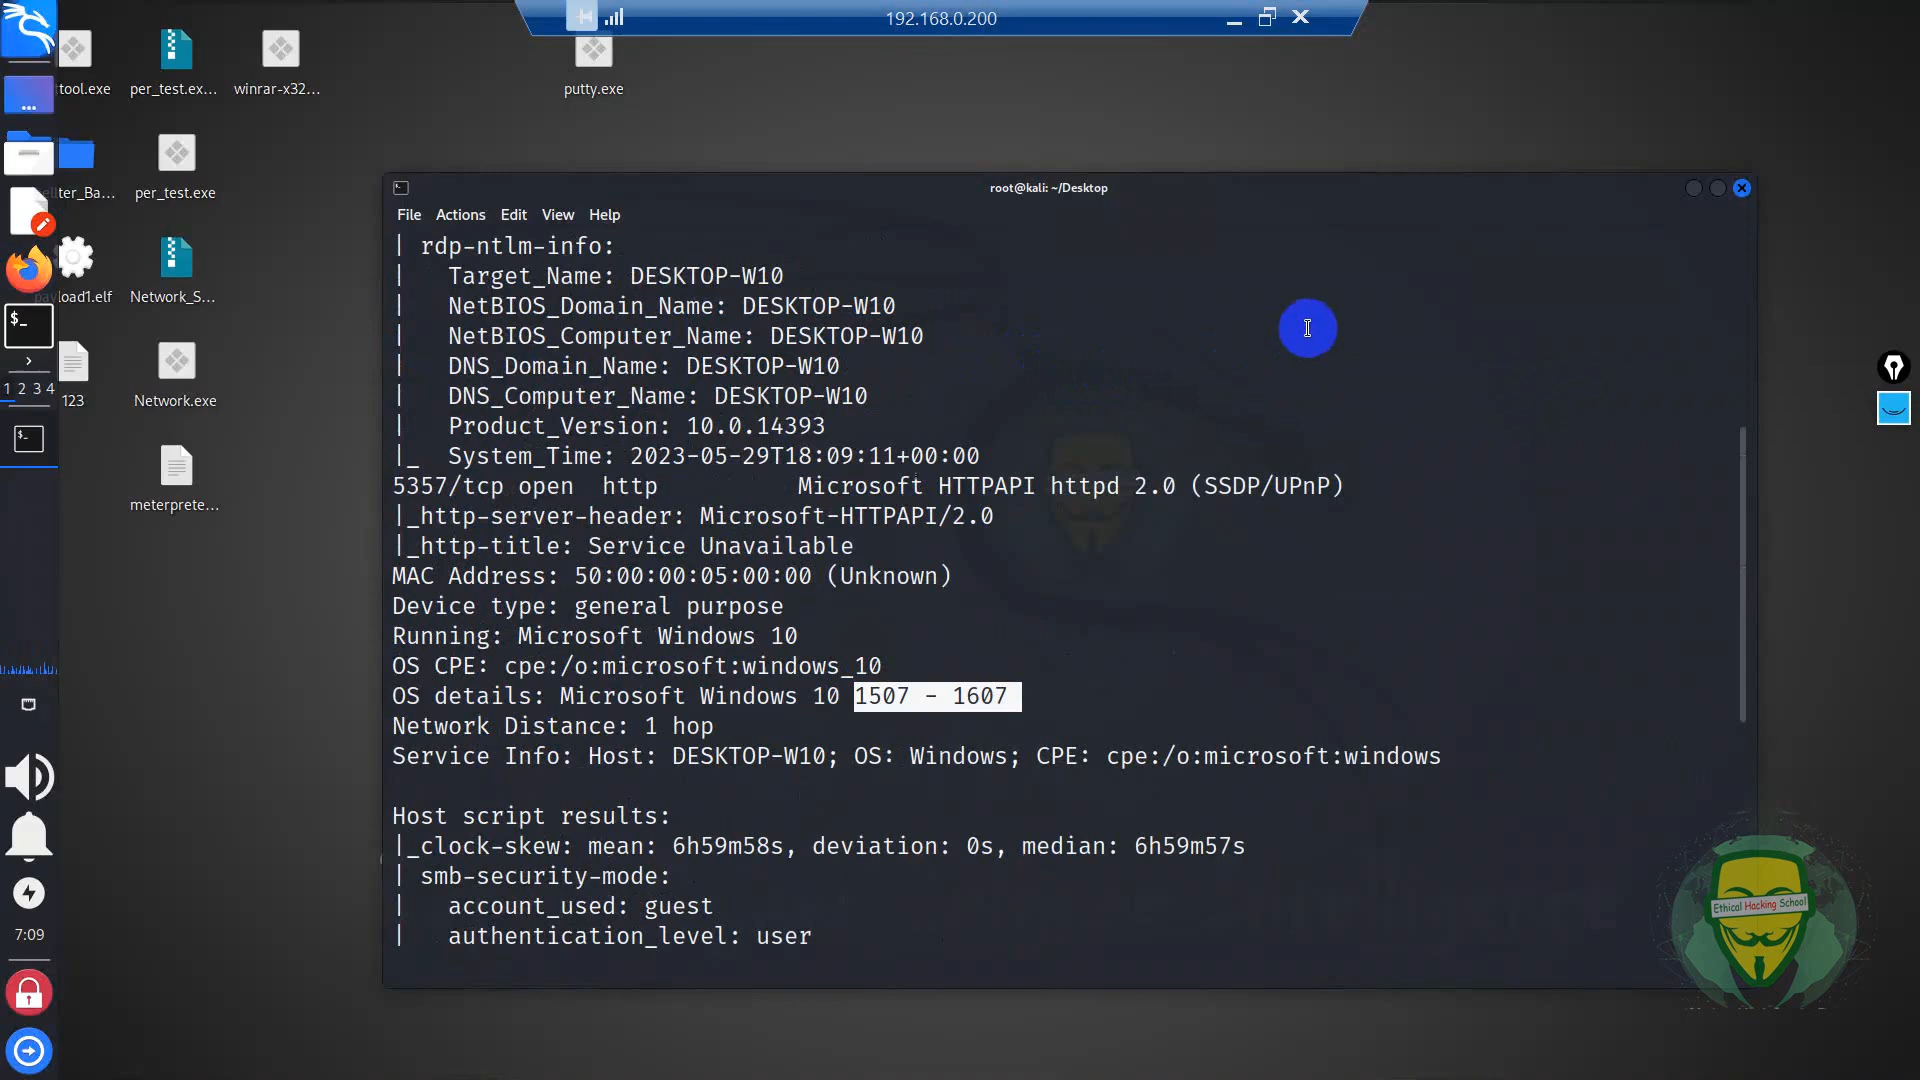 192.168.0.200
tool.exe
per_test.ex...
winrar-x32...
putty.exe
ter_Ba...
per_test.exe
load1.elf
Network_S...
1 2 3 4
123
Network.exe
meterprete...
7:09
root@kali: ~/Desktop
File Actions Edit View Help
| rdp-ntlm-info:
|   Target_Name: DESKTOP-W10
|   NetBIOS_Domain_Name: DESKTOP-W10
|   NetBIOS_Computer_Name: DESKTOP-W10
|   DNS_Domain_Name: DESKTOP-W10
|   DNS_Computer_Name: DESKTOP-W10
|   Product_Version: 10.0.14393
|_  System_Time: 2023-05-29T18:09:11+00:00
5357/tcp open  http          Microsoft HTTPAPI httpd 2.0 (SSDP/UPnP)
|_http-server-header: Microsoft-HTTPAPI/2.0
|_http-title: Service Unavailable
MAC Address: 50:00:00:05:00:00 (Unknown)
Device type: general purpose
Running: Microsoft Windows 10
OS CPE: cpe:/o:microsoft:windows_10
OS details: Microsoft Windows 10 1507 - 1607
Network Distance: 1 hop
Service Info: Host: DESKTOP-W10; OS: Windows; CPE: cpe:/o:microsoft:windows
Host script results:
|_clock-skew: mean: 6h59m58s, deviation: 0s, median: 6h59m57s
| smb-security-mode:
|   account_used: guest
|   authentication_level: user
Ethical Hacking School